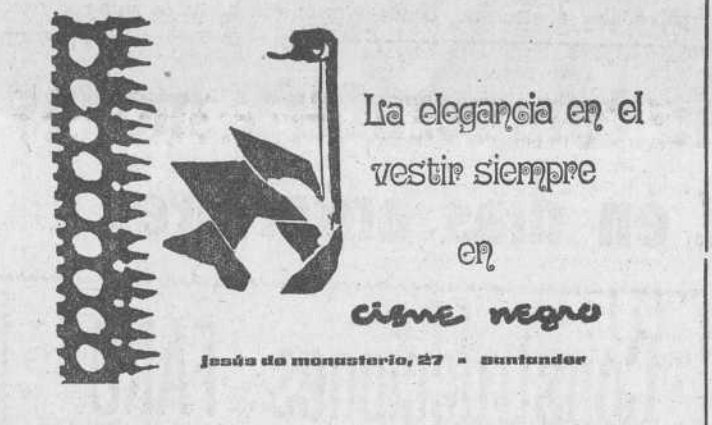 La elegancia en el
vestir siempre
en
cisne negro
jesús de monasterio, 27 - santander